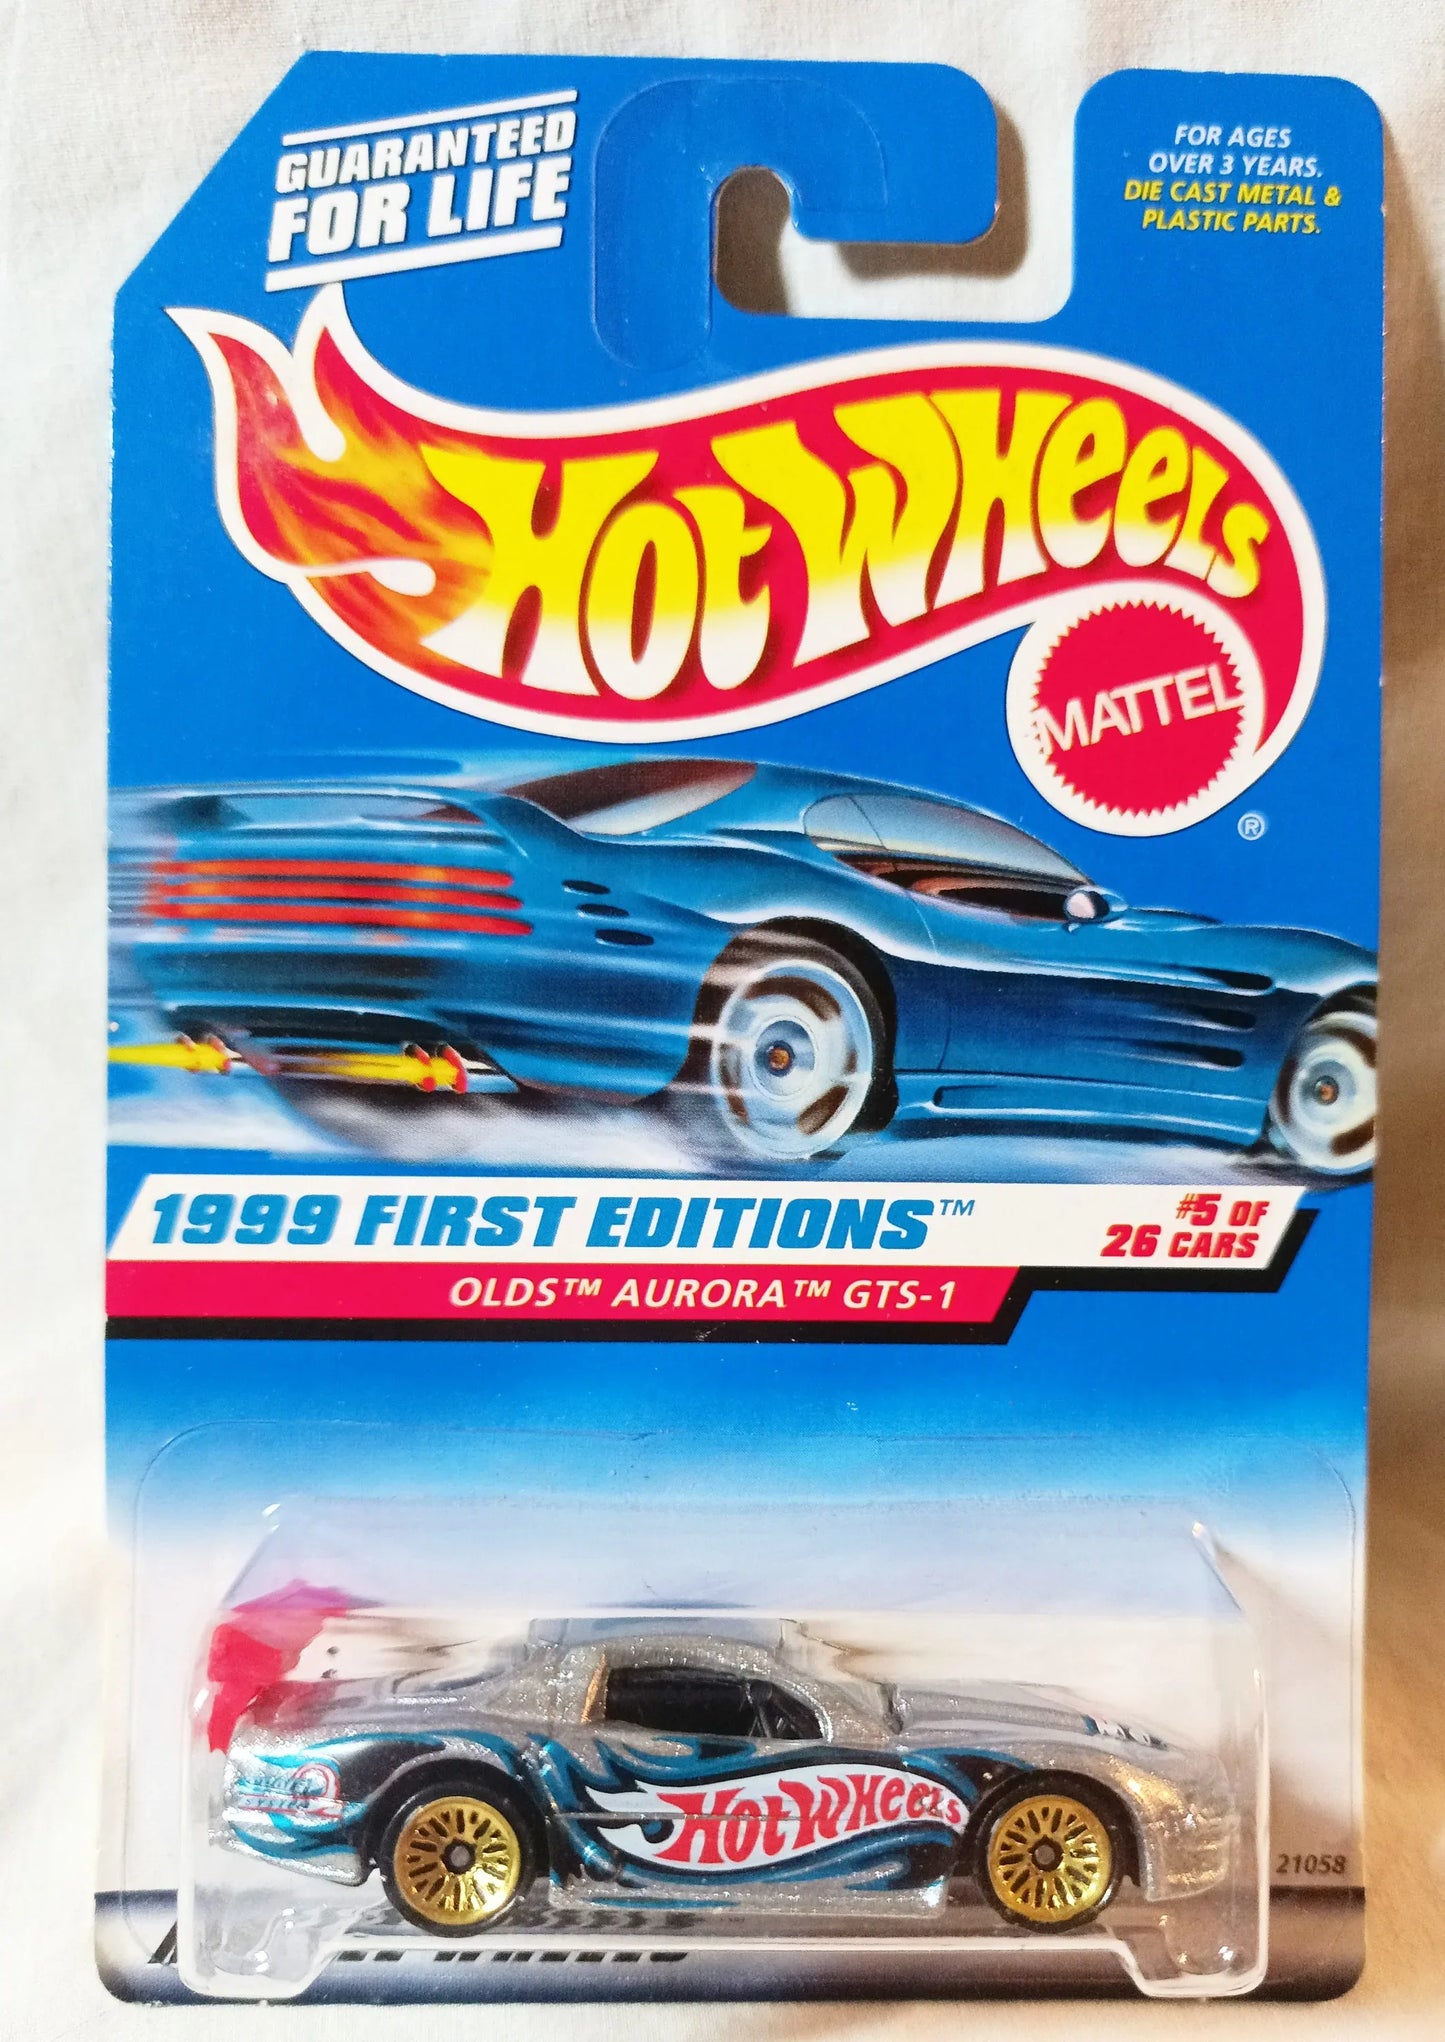 GUARANTEED
FOR LIFE
FOR AGES
OVER 3 YEARS.
DIE CAST METAL &
PLASTIC PARTS.
HOT WHEELS
MATTEL
®
1999 FIRST EDITIONS™
#5 OF
26 CARS
OLDS™ AURORA™ GTS-1
HOT WHEELS
21058